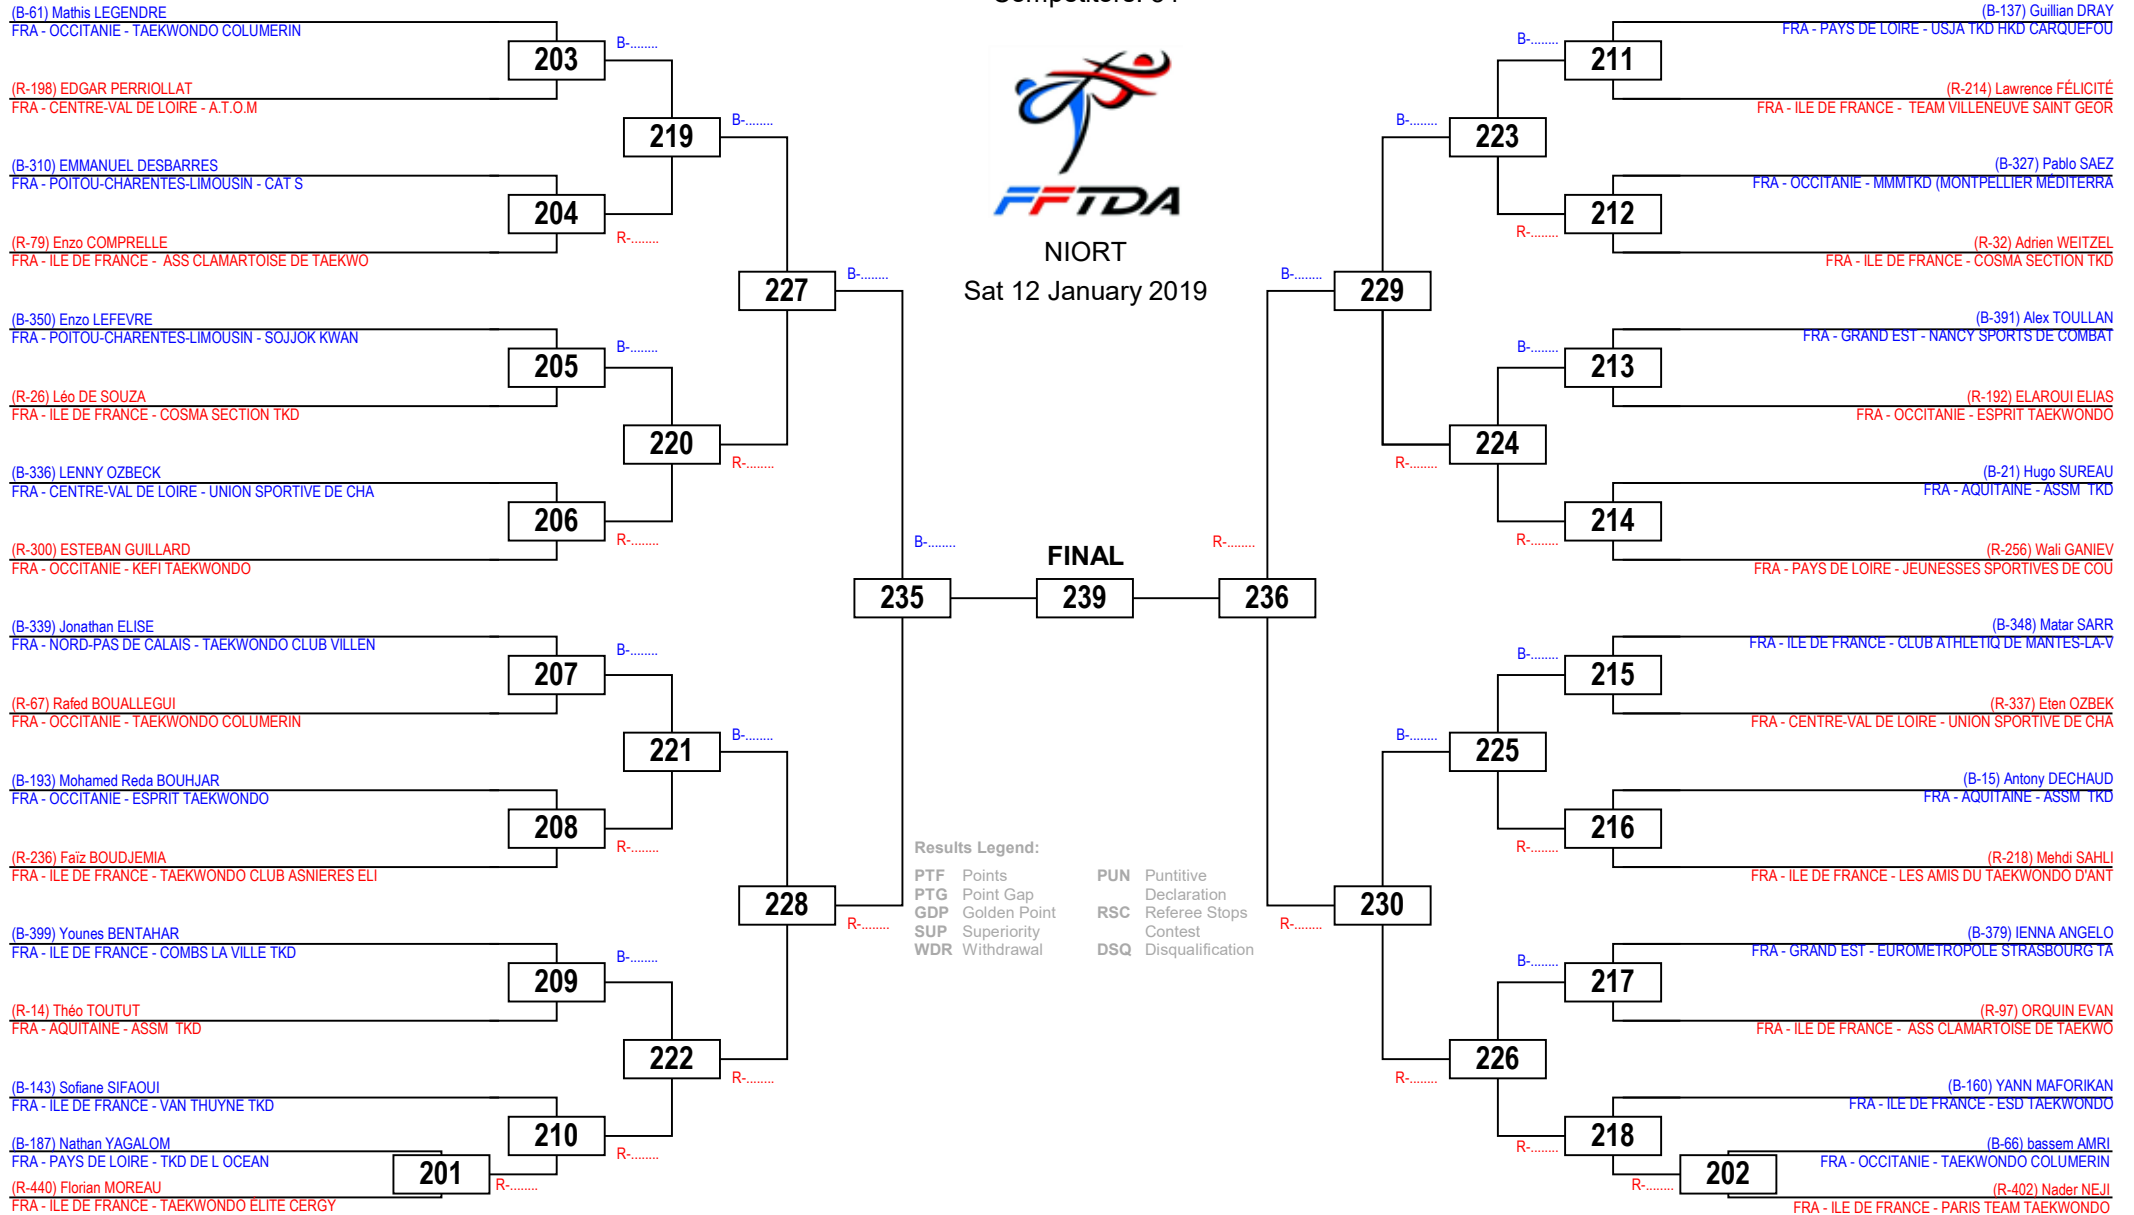 (B-61) Mathis LEGENDRE
FRA - OCCITANIE - TAEKWONDO COLUMERIN
203
B-........
(R-198) EDGAR PERRIOLLAT
FRA - CENTRE-VAL DE LOIRE - A.T.O.M
219
B-........
(B-310) EMMANUEL DESBARRES
FRA - POITOU-CHARENTES-LIMOUSIN - CAT S
204
R-........
(R-79) Enzo COMPRELLE
FRA - ILE DE FRANCE - ASS CLAMARTOISE DE TAEKWO
227
B-........
(B-350) Enzo LEFEVRE
FRA - POITOU-CHARENTES-LIMOUSIN - SOJJOK KWAN
205
B-........
(R-26) Léo DE SOUZA
FRA - ILE DE FRANCE - COSMA SECTION TKD
220
R-........
(B-336) LENNY OZBECK
FRA - CENTRE-VAL DE LOIRE - UNION SPORTIVE DE CHA
206
R-........
(R-300) ESTEBAN GUILLARD
FRA - OCCITANIE - KEFI TAEKWONDO
B-........
235
(B-339) Jonathan ELISE
FRA - NORD-PAS DE CALAIS - TAEKWONDO CLUB VILLEN
207
B-........
(R-67) Rafed BOUALLEGUI
FRA - OCCITANIE - TAEKWONDO COLUMERIN
221
B-........
(B-193) Mohamed Reda BOUHJAR
FRA - OCCITANIE - ESPRIT TAEKWONDO
208
R-........
(R-236) Faïz BOUDJEMIA
FRA - ILE DE FRANCE - TAEKWONDO CLUB ASNIERES ELI
228
R-........
(B-399) Younes BENTAHAR
FRA - ILE DE FRANCE - COMBS LA VILLE TKD
209
B-........
(R-14) Théo TOUTUT
FRA - AQUITAINE - ASSM TKD
222
R-........
(B-143) Sofiane SIFAOUI
FRA - ILE DE FRANCE - VAN THUYNE TKD
210
R-........
(B-187) Nathan YAGALOM
FRA - PAYS DE LOIRE - TKD DE L OCEAN
201
R-........
(R-440) Florian MOREAU
FRA - ILE DE FRANCE - TAEKWONDO ELITE CERGY
FFTDA
NIORT
Sat 12 January 2019
FINAL
239
Results Legend:
PTF Points
PTG Point Gap
GDP Golden Point
SUP Superiority
WDR Withdrawal
PUN Puntitive
Declaration
RSC Referee Stops
Contest
DSQ Disqualification
(B-137) Guillian DRAY
FRA - PAYS DE LOIRE - USJA TKD HKD CARQUEFOU
B-........
211
(R-214) Lawrence FÉLICITÉ
FRA - ILE DE FRANCE - TEAM VILLENEUVE SAINT GEOR
B-........
223
(B-327) Pablo SAEZ
FRA - OCCITANIE - MMMTKD (MONTPELLIER MÉDITERRA
212
R-........
(R-32) Adrien WEITZEL
FRA - ILE DE FRANCE - COSMA SECTION TKD
B-........
229
(B-391) Alex TOULLAN
FRA - GRAND EST - NANCY SPORTS DE COMBAT
B-........
213
(R-192) ELAROUI ELIAS
FRA - OCCITANIE - ESPRIT TAEKWONDO
224
R-........
(B-21) Hugo SUREAU
FRA - AQUITAINE - ASSM TKD
214
R-........
(R-256) Wali GANIEV
FRA - PAYS DE LOIRE - JEUNESSES SPORTIVES DE COU
R-........
236
(B-348) Matar SARR
FRA - ILE DE FRANCE - CLUB ATHLETIQ DE MANTES-LA-V
B-........
215
(R-337) Eten OZBEK
FRA - CENTRE-VAL DE LOIRE - UNION SPORTIVE DE CHA
B-........
225
(B-15) Antony DECHAUD
FRA - AQUITAINE - ASSM TKD
216
R-........
(R-218) Mehdi SAHLI
FRA - ILE DE FRANCE - LES AMIS DU TAEKWONDO D'ANT
230
R-........
(B-379) IENNA ANGELO
FRA - GRAND EST - EUROMETROPOLE STRASBOURG TA
B-........
217
(R-97) ORQUIN EVAN
FRA - ILE DE FRANCE - ASS CLAMARTOISE DE TAEKWO
226
R-........
(B-160) YANN MAFORIKAN
FRA - ILE DE FRANCE - ESD TAEKWONDO
218
R-........
(B-66) bassem AMRI
FRA - OCCITANIE - TAEKWONDO COLUMERIN
202
R-........
(R-402) Nader NEJI
FRA - ILE DE FRANCE - PARIS TEAM TAEKWONDO